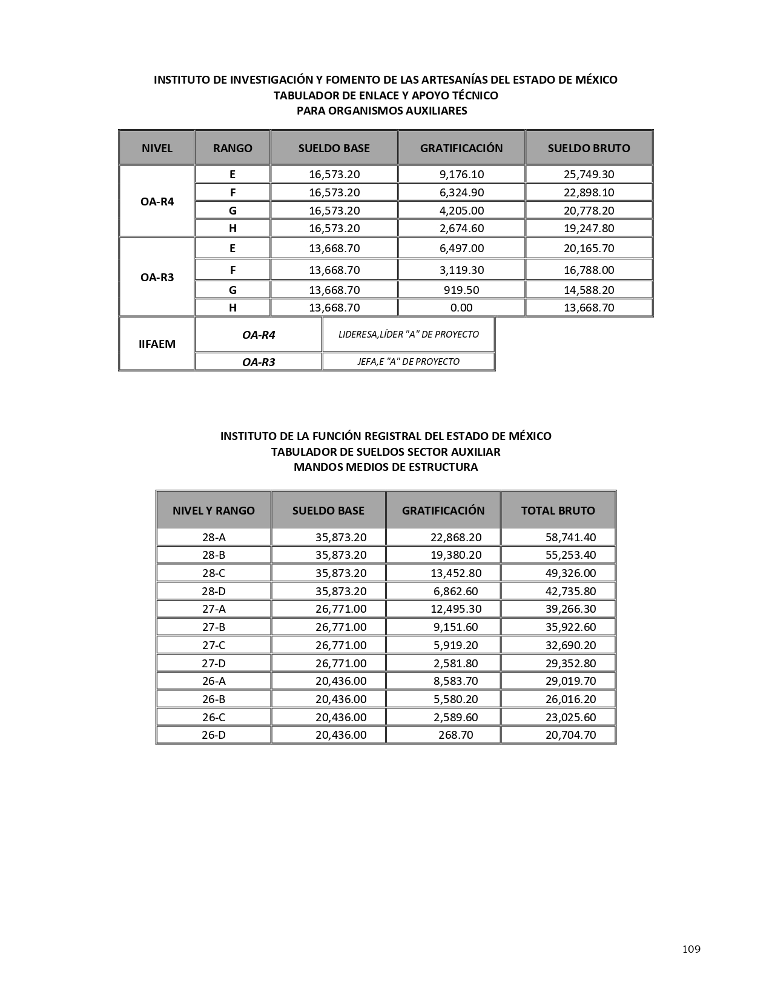 INSTITUTO DE INVESTIGACIÓN Y FOMENTO DE LAS ARTESANÍAS DEL ESTADO DE MÉXICO
TABULADOR DE ENLACE Y APOYO TÉCNICO
PARA ORGANISMOS AUXILIARES
NIVEL RANGO SUELDO BASE GRATIFICACIÓN SUELDO BRUTO
OA-R4
E 16,573.20 9,176.10 25,749.30
F 16,573.20 6,324.90 22,898.10
G 16,573.20 4,205.00 20,778.20
H 16,573.20 2,674.60 19,247.80
OA-R3
E 13,668.70 6,497.00 20,165.70
F 13,668.70 3,119.30 16,788.00
G 13,668.70 919.50 14,588.20
H 13,668.70 0.00 13,668.70
IIFAEM
OA-R4 LIDERESA,LÍDER "A" DE PROYECTO
OA-R3 JEFA,E "A" DE PROYECTO
INSTITUTO DE LA FUNCIÓN REGISTRAL DEL ESTADO DE MÉXICO
TABULADOR DE SUELDOS SECTOR AUXILIAR
MANDOS MEDIOS DE ESTRUCTURA
NIVEL Y RANGO SUELDO BASE GRATIFICACIÓN TOTAL BRUTO
28-A 35,873.20 22,868.20 58,741.40
28-B 35,873.20 19,380.20 55,253.40
28-C 35,873.20 13,452.80 49,326.00
28-D 35,873.20 6,862.60 42,735.80
27-A 26,771.00 12,495.30 39,266.30
27-B 26,771.00 9,151.60 35,922.60
27-C 26,771.00 5,919.20 32,690.20
27-D 26,771.00 2,581.80 29,352.80
26-A 20,436.00 8,583.70 29,019.70
26-B 20,436.00 5,580.20 26,016.20
26-C 20,436.00 2,589.60 23,025.60
26-D 20,436.00 268.70 20,704.70
109